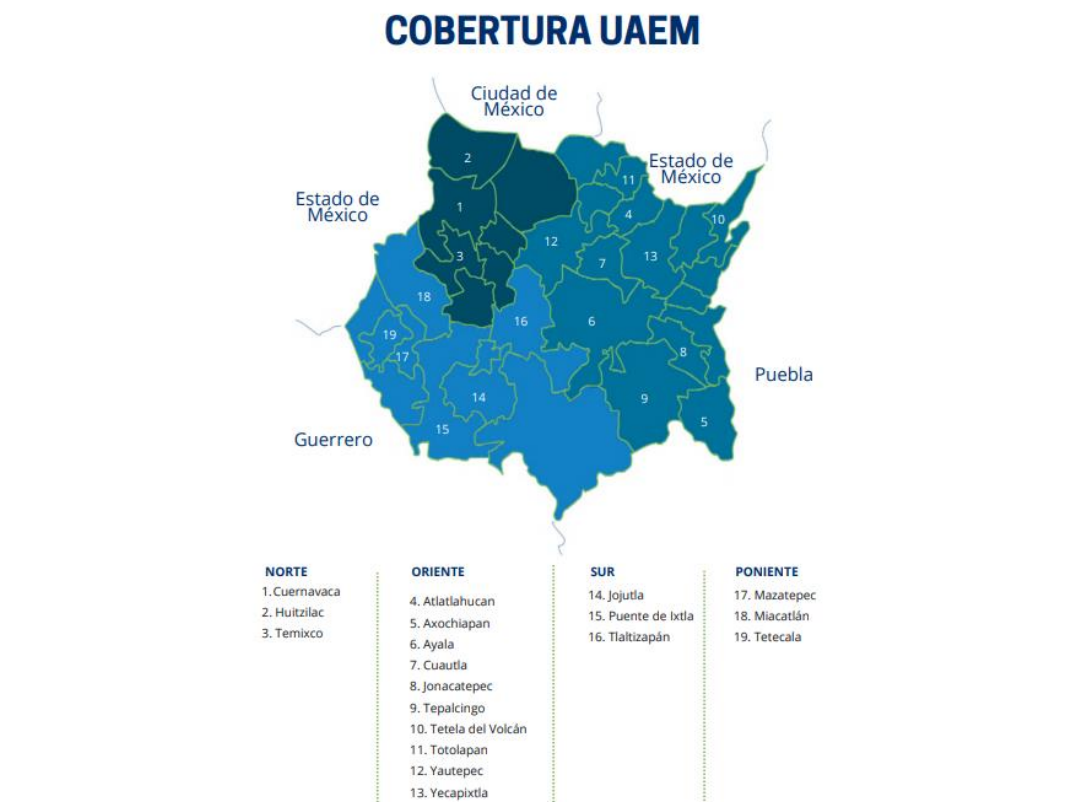 COBERTURA UAEM
Ciudad de
México
Estado de
México
Estado de
México
Puebla
Guerrero
2
11
1
4
10
12
3
13
7
18
16
6
19
17
8
14
9
5
15
NORTE
1.Cuernavaca
2. Huitzilac
3. Temixco
ORIENTE
4. Atlatlahucan
5. Axochiapan
6. Ayala
7. Cuautla
8. Jonacatepec
9. Tepalcingo
10. Tetela del Volcán
11. Totolapan
12. Yautepec
13. Yecapixtla
SUR
14. Jojutla
15. Puente de Ixtla
16. Tlaltizapán
PONIENTE
17. Mazatepec
18. Miacatlán
19. Tetecala